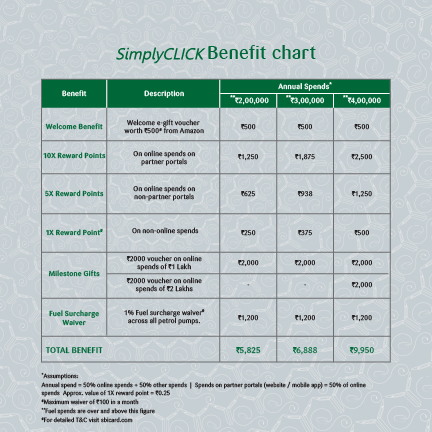 SimplyCLICK Benefit chart
Benefit Description Annual Spends*
**₹2,00,000 **₹3,00,000 **₹4,00,000
Welcome Benefit Welcome e-gift voucher worth ₹500# from Amazon ₹500 ₹500 ₹500
10X Reward Points On online spends on partner portals ₹1,250 ₹1,875 ₹2,500
5X Reward Points On online spends on non-partner portals ₹625 ₹938 ₹1,250
1X Reward Point# On non-online spends ₹250 ₹375 ₹500
Milestone Gifts ₹2000 voucher on online spends of ₹1 Lakh ₹2,000 ₹2,000 ₹2,000
₹2000 voucher on online spends of ₹2 Lakhs - - ₹2,000
Fuel Surcharge Waiver 1% Fuel surcharge waiver# across all petrol pumps. ₹1,200 ₹1,200 ₹1,200
TOTAL BENEFIT ₹5,825 ₹6,888 ₹9,950
*Assumptions:
Annual spend = 50% online spends + 50% other spends | Spends on partner portals (website / mobile app) = 50% of online
spends Approx. value of 1X reward point = ₹0.25
#Maximum waiver of ₹100 in a month
**Fuel spends are over and above this figure
#For detailed T&C visit sbicard.com